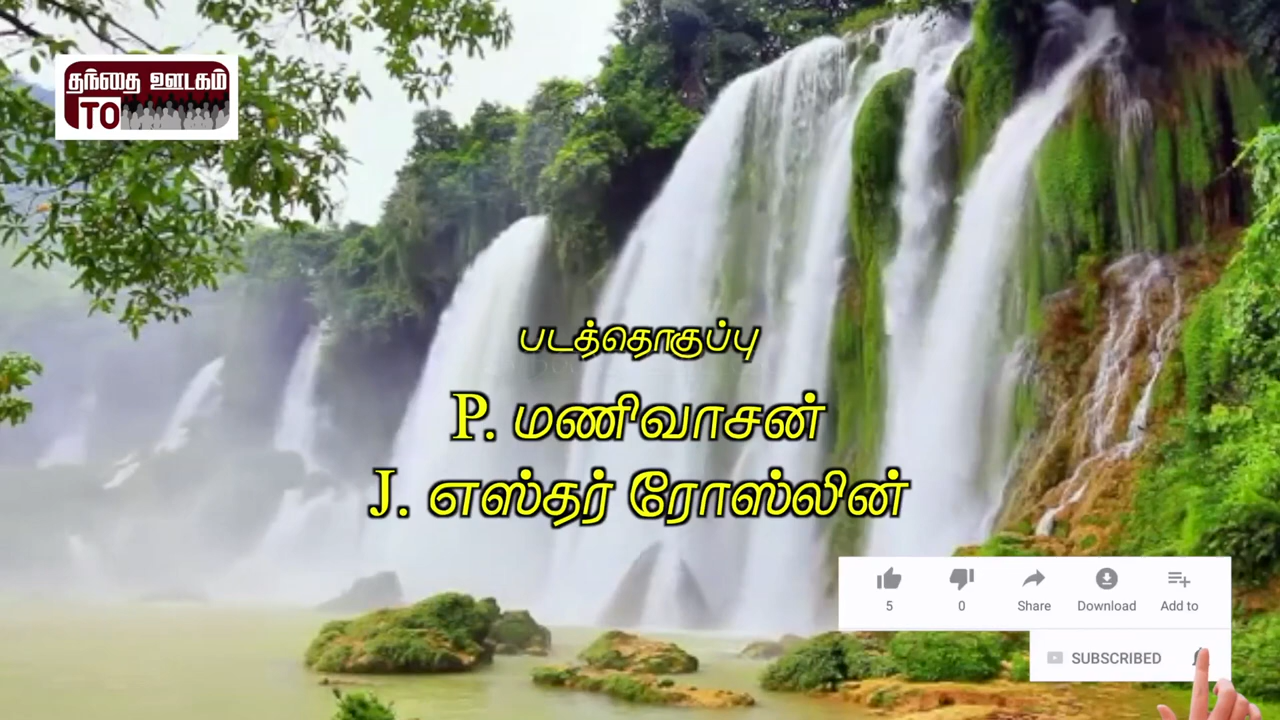 தந்தை ஊடகம்
TO
படத்தொகுப்பு
P. மணிவாசன்
J. எஸ்தர் ரோஸ்லின்
5 0 Share Download Add to
SUBSCRIBED